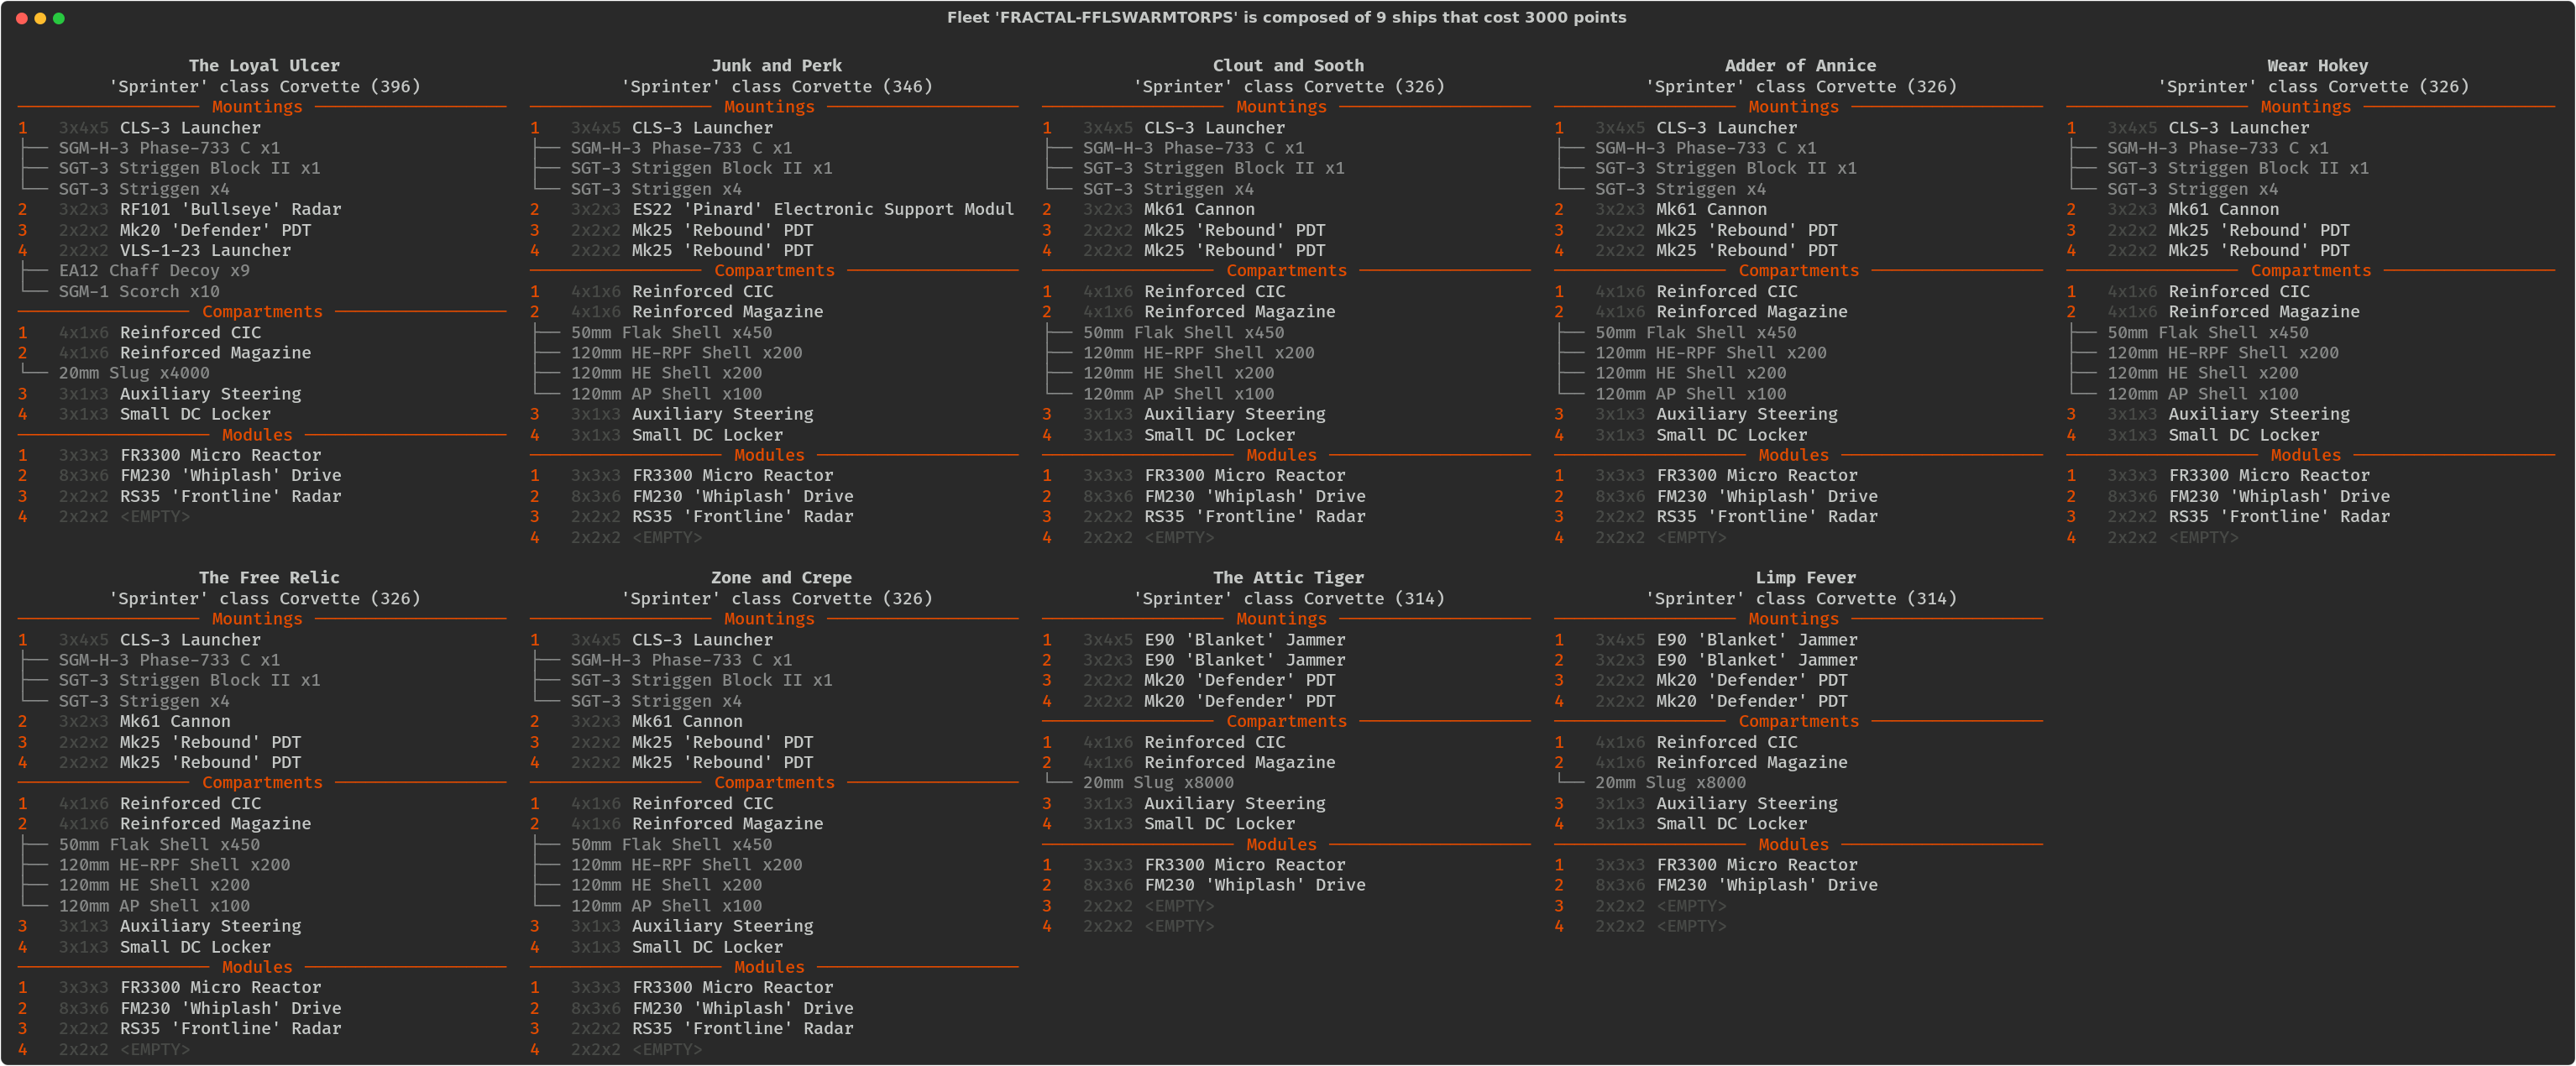 Fleet 'FRACTAL-FFLSWARMTORPS' is composed of 9 ships that cost 3000 points
The Loyal Ulcer
'Sprinter' class Corvette (396)
Mountings
1 3x4x5 CLS-3 Launcher
SGM-H-3 Phase-733 C x1
SGT-3 Striggen Block II x1
SGT-3 Striggen x4
2 3x2x3 RF101 'Bullseye' Radar
3 2x2x2 Mk20 'Defender' PDT
4 2x2x2 VLS-1-23 Launcher
EA12 Chaff Decoy x9
SGM-1 Scorch x10
Compartments
1 4x1x6 Reinforced CIC
2 4x1x6 Reinforced Magazine
20mm Slug x4000
3 3x1x3 Auxiliary Steering
4 3x1x3 Small DC Locker
Modules
1 3x3x3 FR3300 Micro Reactor
2 8x3x6 FM230 'Whiplash' Drive
3 2x2x2 RS35 'Frontline' Radar
4 2x2x2 <EMPTY>
Junk and Perk
'Sprinter' class Corvette (346)
Mountings
1 3x4x5 CLS-3 Launcher
SGM-H-3 Phase-733 C x1
SGT-3 Striggen Block II x1
SGT-3 Striggen x4
2 3x2x3 ES22 'Pinard' Electronic Support Modul
3 2x2x2 Mk25 'Rebound' PDT
4 2x2x2 Mk25 'Rebound' PDT
Compartments
1 4x1x6 Reinforced CIC
2 4x1x6 Reinforced Magazine
50mm Flak Shell x450
120mm HE-RPF Shell x200
120mm HE Shell x200
120mm AP Shell x100
3 3x1x3 Auxiliary Steering
4 3x1x3 Small DC Locker
Modules
1 3x3x3 FR3300 Micro Reactor
2 8x3x6 FM230 'Whiplash' Drive
3 2x2x2 RS35 'Frontline' Radar
4 2x2x2 <EMPTY>
Clout and Sooth
'Sprinter' class Corvette (326)
Mountings
1 3x4x5 CLS-3 Launcher
SGM-H-3 Phase-733 C x1
SGT-3 Striggen Block II x1
SGT-3 Striggen x4
2 3x2x3 Mk61 Cannon
3 2x2x2 Mk25 'Rebound' PDT
4 2x2x2 Mk25 'Rebound' PDT
Compartments
1 4x1x6 Reinforced CIC
2 4x1x6 Reinforced Magazine
50mm Flak Shell x450
120mm HE-RPF Shell x200
120mm HE Shell x200
120mm AP Shell x100
3 3x1x3 Auxiliary Steering
4 3x1x3 Small DC Locker
Modules
1 3x3x3 FR3300 Micro Reactor
2 8x3x6 FM230 'Whiplash' Drive
3 2x2x2 RS35 'Frontline' Radar
4 2x2x2 <EMPTY>
Adder of Annice
'Sprinter' class Corvette (326)
Mountings
1 3x4x5 CLS-3 Launcher
SGM-H-3 Phase-733 C x1
SGT-3 Striggen Block II x1
SGT-3 Striggen x4
2 3x2x3 Mk61 Cannon
3 2x2x2 Mk25 'Rebound' PDT
4 2x2x2 Mk25 'Rebound' PDT
Compartments
1 4x1x6 Reinforced CIC
2 4x1x6 Reinforced Magazine
50mm Flak Shell x450
120mm HE-RPF Shell x200
120mm HE Shell x200
120mm AP Shell x100
3 3x1x3 Auxiliary Steering
4 3x1x3 Small DC Locker
Modules
1 3x3x3 FR3300 Micro Reactor
2 8x3x6 FM230 'Whiplash' Drive
3 2x2x2 RS35 'Frontline' Radar
4 2x2x2 <EMPTY>
Wear Hokey
'Sprinter' class Corvette (326)
Mountings
1 3x4x5 CLS-3 Launcher
SGM-H-3 Phase-733 C x1
SGT-3 Striggen Block II x1
SGT-3 Striggen x4
2 3x2x3 Mk61 Cannon
3 2x2x2 Mk25 'Rebound' PDT
4 2x2x2 Mk25 'Rebound' PDT
Compartments
1 4x1x6 Reinforced CIC
2 4x1x6 Reinforced Magazine
50mm Flak Shell x450
120mm HE-RPF Shell x200
120mm HE Shell x200
120mm AP Shell x100
3 3x1x3 Auxiliary Steering
4 3x1x3 Small DC Locker
Modules
1 3x3x3 FR3300 Micro Reactor
2 8x3x6 FM230 'Whiplash' Drive
3 2x2x2 RS35 'Frontline' Radar
4 2x2x2 <EMPTY>
The Free Relic
'Sprinter' class Corvette (326)
Mountings
1 3x4x5 CLS-3 Launcher
SGM-H-3 Phase-733 C x1
SGT-3 Striggen Block II x1
SGT-3 Striggen x4
2 3x2x3 Mk61 Cannon
3 2x2x2 Mk25 'Rebound' PDT
4 2x2x2 Mk25 'Rebound' PDT
Compartments
1 4x1x6 Reinforced CIC
2 4x1x6 Reinforced Magazine
50mm Flak Shell x450
120mm HE-RPF Shell x200
120mm HE Shell x200
120mm AP Shell x100
3 3x1x3 Auxiliary Steering
4 3x1x3 Small DC Locker
Modules
1 3x3x3 FR3300 Micro Reactor
2 8x3x6 FM230 'Whiplash' Drive
3 2x2x2 RS35 'Frontline' Radar
4 2x2x2 <EMPTY>
Zone and Crepe
'Sprinter' class Corvette (326)
Mountings
1 3x4x5 CLS-3 Launcher
SGM-H-3 Phase-733 C x1
SGT-3 Striggen Block II x1
SGT-3 Striggen x4
2 3x2x3 Mk61 Cannon
3 2x2x2 Mk25 'Rebound' PDT
4 2x2x2 Mk25 'Rebound' PDT
Compartments
1 4x1x6 Reinforced CIC
2 4x1x6 Reinforced Magazine
50mm Flak Shell x450
120mm HE-RPF Shell x200
120mm HE Shell x200
120mm AP Shell x100
3 3x1x3 Auxiliary Steering
4 3x1x3 Small DC Locker
Modules
1 3x3x3 FR3300 Micro Reactor
2 8x3x6 FM230 'Whiplash' Drive
3 2x2x2 RS35 'Frontline' Radar
4 2x2x2 <EMPTY>
The Attic Tiger
'Sprinter' class Corvette (314)
Mountings
1 3x4x5 E90 'Blanket' Jammer
2 3x2x3 E90 'Blanket' Jammer
3 2x2x2 Mk20 'Defender' PDT
4 2x2x2 Mk20 'Defender' PDT
Compartments
1 4x1x6 Reinforced CIC
2 4x1x6 Reinforced Magazine
20mm Slug x8000
3 3x1x3 Auxiliary Steering
4 3x1x3 Small DC Locker
Modules
1 3x3x3 FR3300 Micro Reactor
2 8x3x6 FM230 'Whiplash' Drive
3 2x2x2 <EMPTY>
4 2x2x2 <EMPTY>
Limp Fever
'Sprinter' class Corvette (314)
Mountings
1 3x4x5 E90 'Blanket' Jammer
2 3x2x3 E90 'Blanket' Jammer
3 2x2x2 Mk20 'Defender' PDT
4 2x2x2 Mk20 'Defender' PDT
Compartments
1 4x1x6 Reinforced CIC
2 4x1x6 Reinforced Magazine
20mm Slug x8000
3 3x1x3 Auxiliary Steering
4 3x1x3 Small DC Locker
Modules
1 3x3x3 FR3300 Micro Reactor
2 8x3x6 FM230 'Whiplash' Drive
3 2x2x2 <EMPTY>
4 2x2x2 <EMPTY>